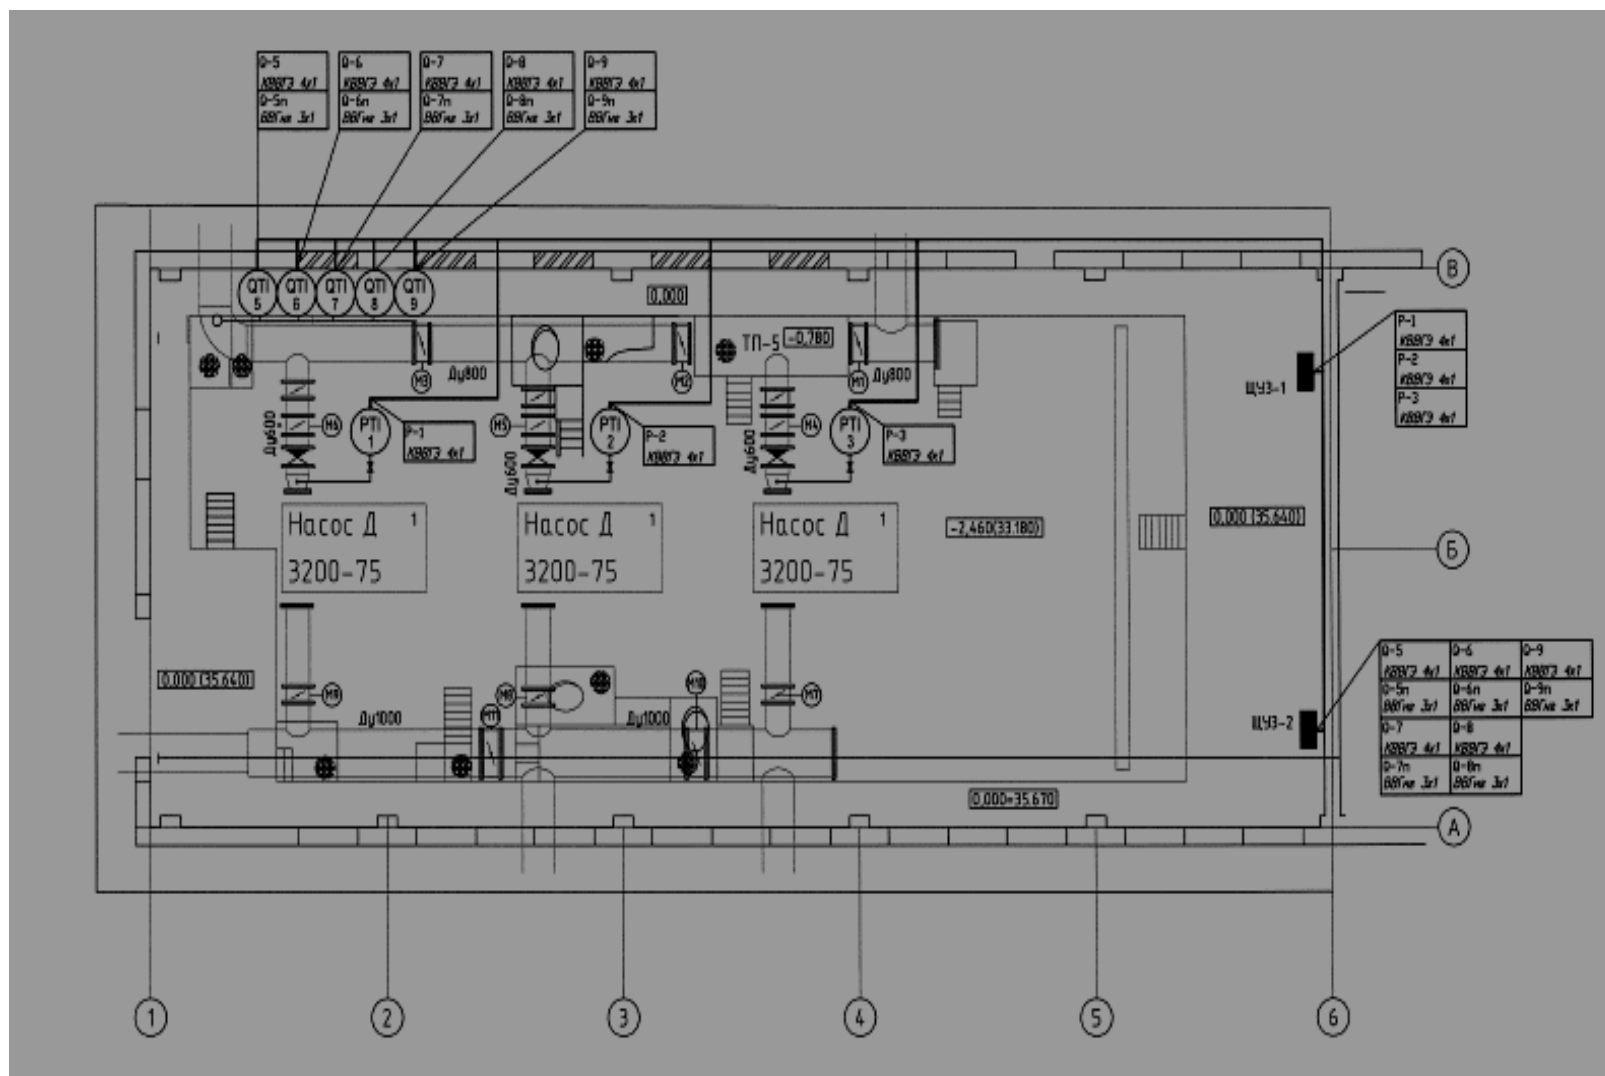 Q-5
КВВГЭ 4х1
Q-5п
ВВГнг 3х1
Q-6
КВВГЭ 4х1
Q-6п
ВВГнг 3х1
Q-7
КВВГЭ 4х1
Q-7п
ВВГнг 3х1
Q-8
КВВГЭ 4х1
Q-8п
ВВГнг 3х1
Q-9
КВВГЭ 4х1
Q-9п
ВВГнг 3х1
QTI
5
QTI
6
QTI
7
QTI
8
QTI
9
0,000
ТП-5
-0,780
В
P-1
КВВГЭ 4х1
P-2
КВВГЭ 4х1
P-3
КВВГЭ 4х1
ЩУЗ-1
М3
Ду800
М2
М1
Ду800
Ду600
М6
PTI
1
P-1
КВВГЭ 4х1
М5
Ду600
PTI
2
P-2
КВВГЭ 4х1
Ду600
М4
PTI
3
P-3
КВВГЭ 4х1
Насос Д 1
3200-75
Насос Д 1
3200-75
Насос Д 1
3200-75
-2,460(33.180)
0,000 (35.640)
Б
0.000 (35.640)
М9
М8
М10
М7
Ду1000
М11
Ду1000
ЩУЗ-2
Q-5
КВВГЭ 4х1
Q-5п
ВВГнг 3х1
Q-6
КВВГЭ 4х1
Q-6п
ВВГнг 3х1
Q-9
КВВГЭ 4х1
Q-9п
ВВГнг 3х1
Q-7
КВВГЭ 4х1
Q-7п
ВВГнг 3х1
Q-8
КВВГЭ 4х1
Q-8п
ВВГнг 3х1
0,000=35.670
А
1
2
3
4
5
6